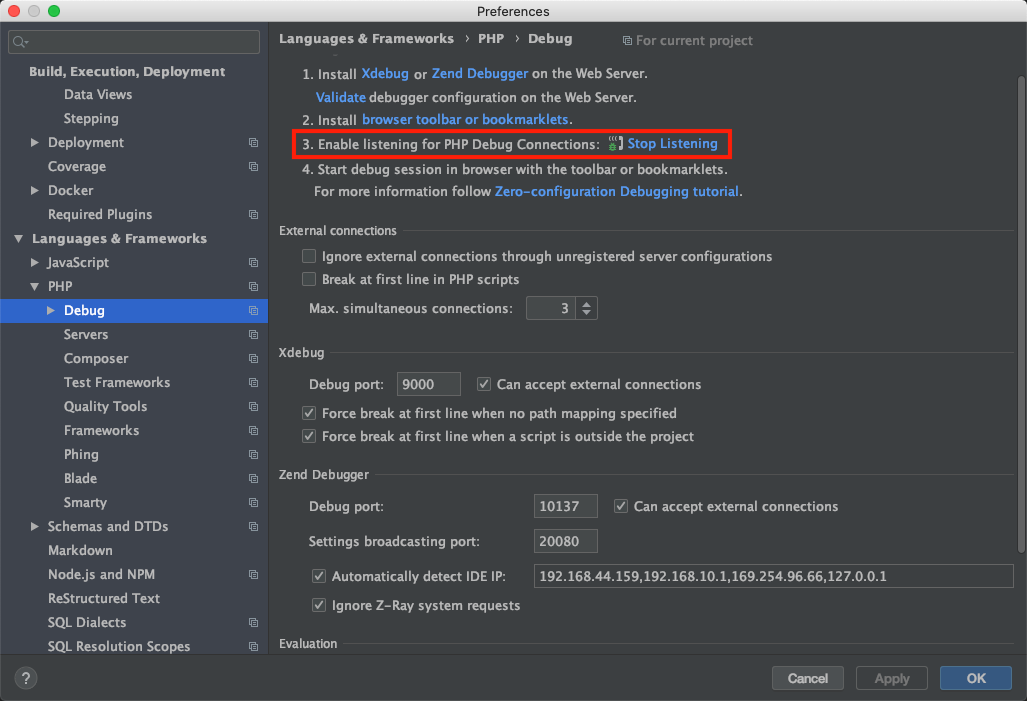 Preferences
Build, Execution, Deployment
Data Views
Stepping
Deployment
Coverage
Docker
Required Plugins
Languages & Frameworks
JavaScript
PHP
Debug
Servers
Composer
Test Frameworks
Quality Tools
Frameworks
Phing
Blade
Smarty
Schemas and DTDs
Markdown
Node.js and NPM
ReStructured Text
SQL Dialects
SQL Resolution Scopes
Languages & Frameworks › PHP › Debug For current project
1. Install Xdebug or Zend Debugger on the Web Server.
Validate debugger configuration on the Web Server.
2. Install browser toolbar or bookmarklets.
3. Enable listening for PHP Debug Connections: Stop Listening
4. Start debug session in browser with the toolbar or bookmarklets.
For more information follow Zero-configuration Debugging tutorial.
External connections
Ignore external connections through unregistered server configurations
Break at first line in PHP scripts
Max. simultaneous connections: 3
Xdebug
Debug port: 9000 Can accept external connections
Force break at first line when no path mapping specified
Force break at first line when a script is outside the project
Zend Debugger
Debug port: 10137 Can accept external connections
Settings broadcasting port: 20080
Automatically detect IDE IP: 192.168.44.159,192.168.10.1,169.254.96.66,127.0.0.1
Ignore Z-Ray system requests
Evaluation
? Cancel Apply OK